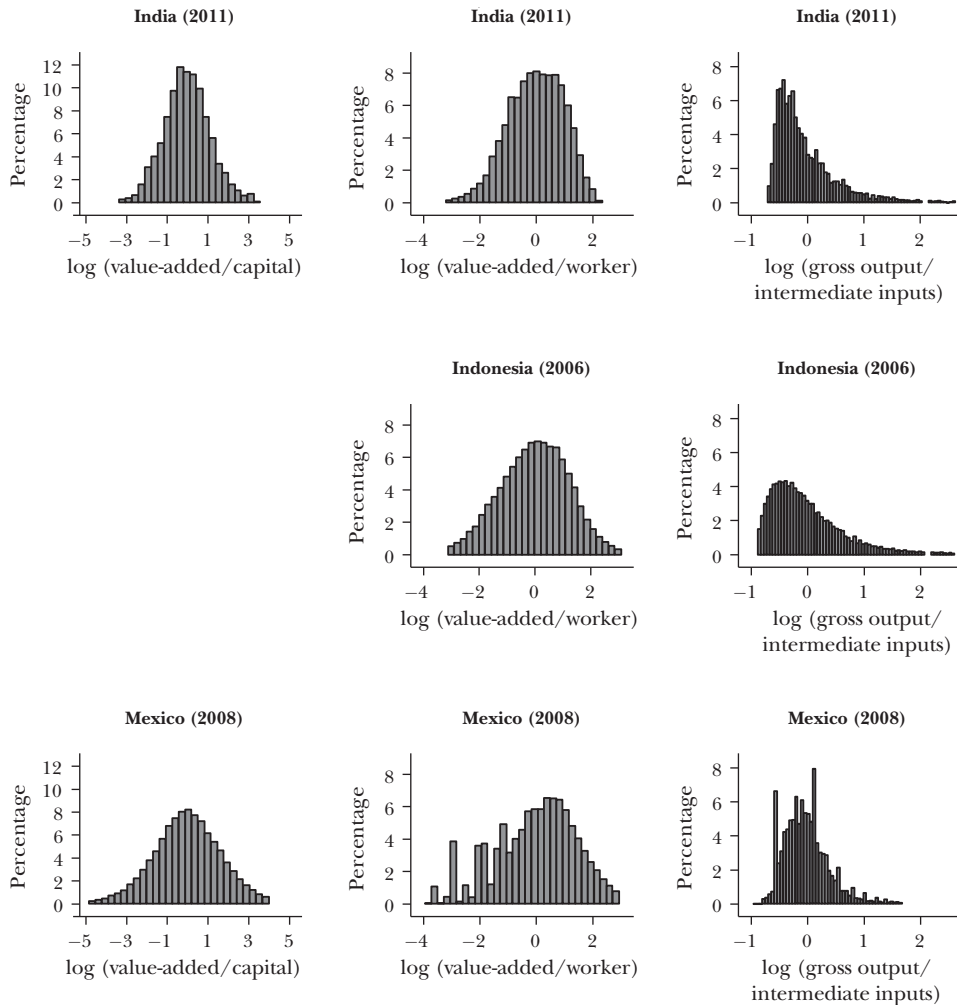 India (2011)
India (2011)
India (2011)
Percentage
12
10
8
6
4
2
0
−5 −3 −1 1 5
log (value-added/capital)
Percentage
8
6
4
2
0
−4 −2 0 2
log (value-added/worker)
Percentage
8
6
4
2
0
−1 0 1 2
log (gross output/
intermediate inputs)
Indonesia (2006)
Indonesia (2006)
Percentage
8
6
4
2
0
−4 −2 0 2
log (value-added/worker)
Percentage
8
6
4
2
0
−1 0 1 2
log (gross output/
intermediate inputs)
Mexico (2008)
Mexico (2008)
Mexico (2008)
Percentage
12
10
8
6
4
2
0
−5 −3 −1 1 5
log (value-added/capital)
Percentage
8
6
4
2
0
−4 −2 0 2
log (value-added/worker)
Percentage
8
6
4
2
0
−1 0 1 2
log (gross output/
intermediate inputs)